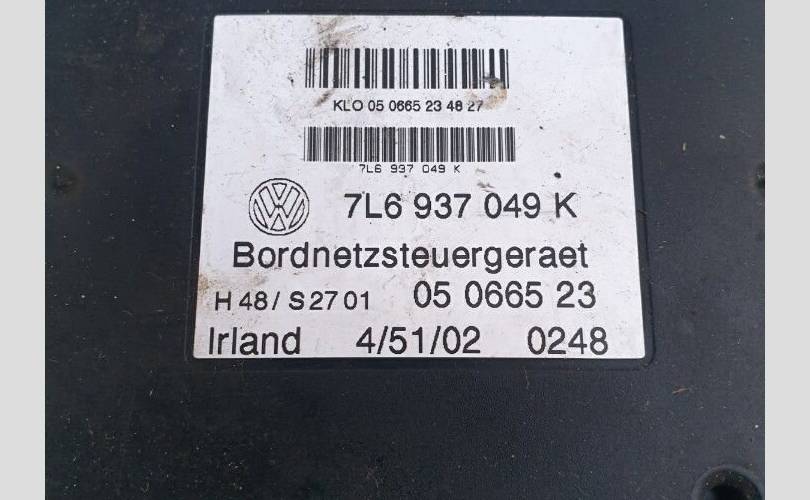 KLO 05 0665 23 48 27
7L6 937 049 K
7L6 937 049 K
Bordnetzsteuergeraet
H 48/ S 27 01 05 0665 23
Irland 4/51/02 0248